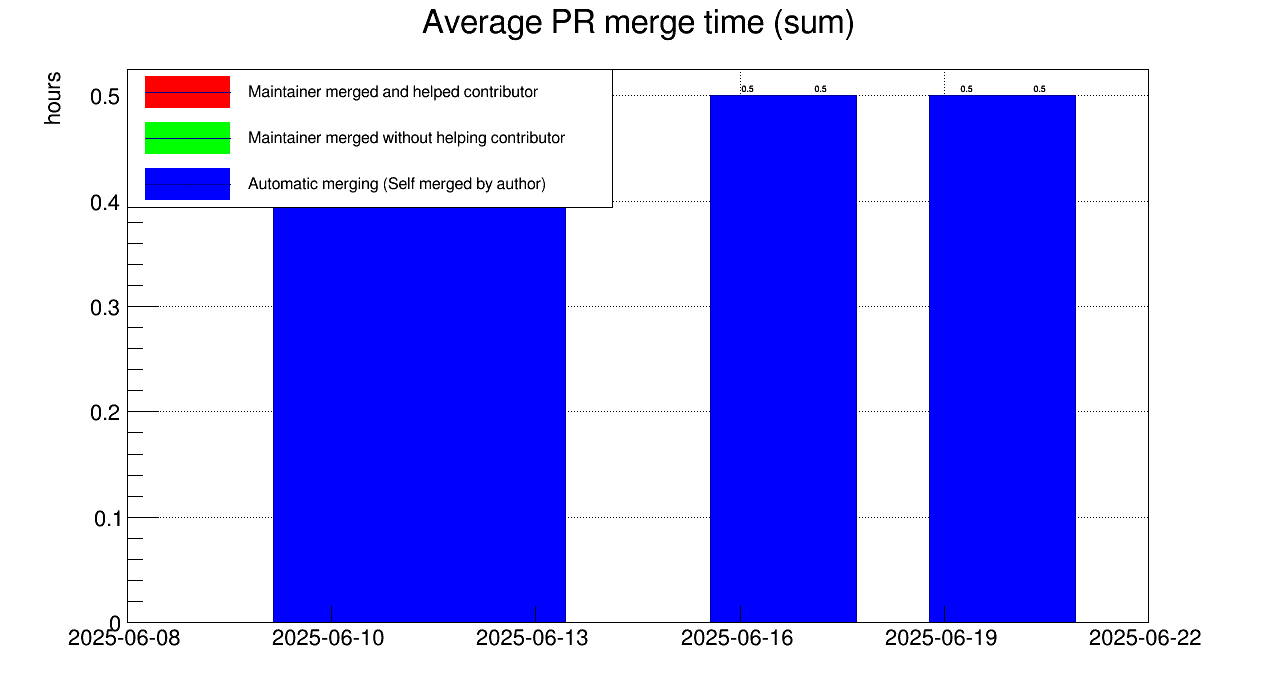 Average PR merge time (sum)
hours
Maintainer merged and helped contributor
Maintainer merged without helping contributor
Automatic merging (Self merged by author)
0.5 0.5 0.5 0.5
0.5
0.4
0.3
0.2
0.1
0
2025-06-08 2025-06-10 2025-06-13 2025-06-16 2025-06-19 2025-06-22